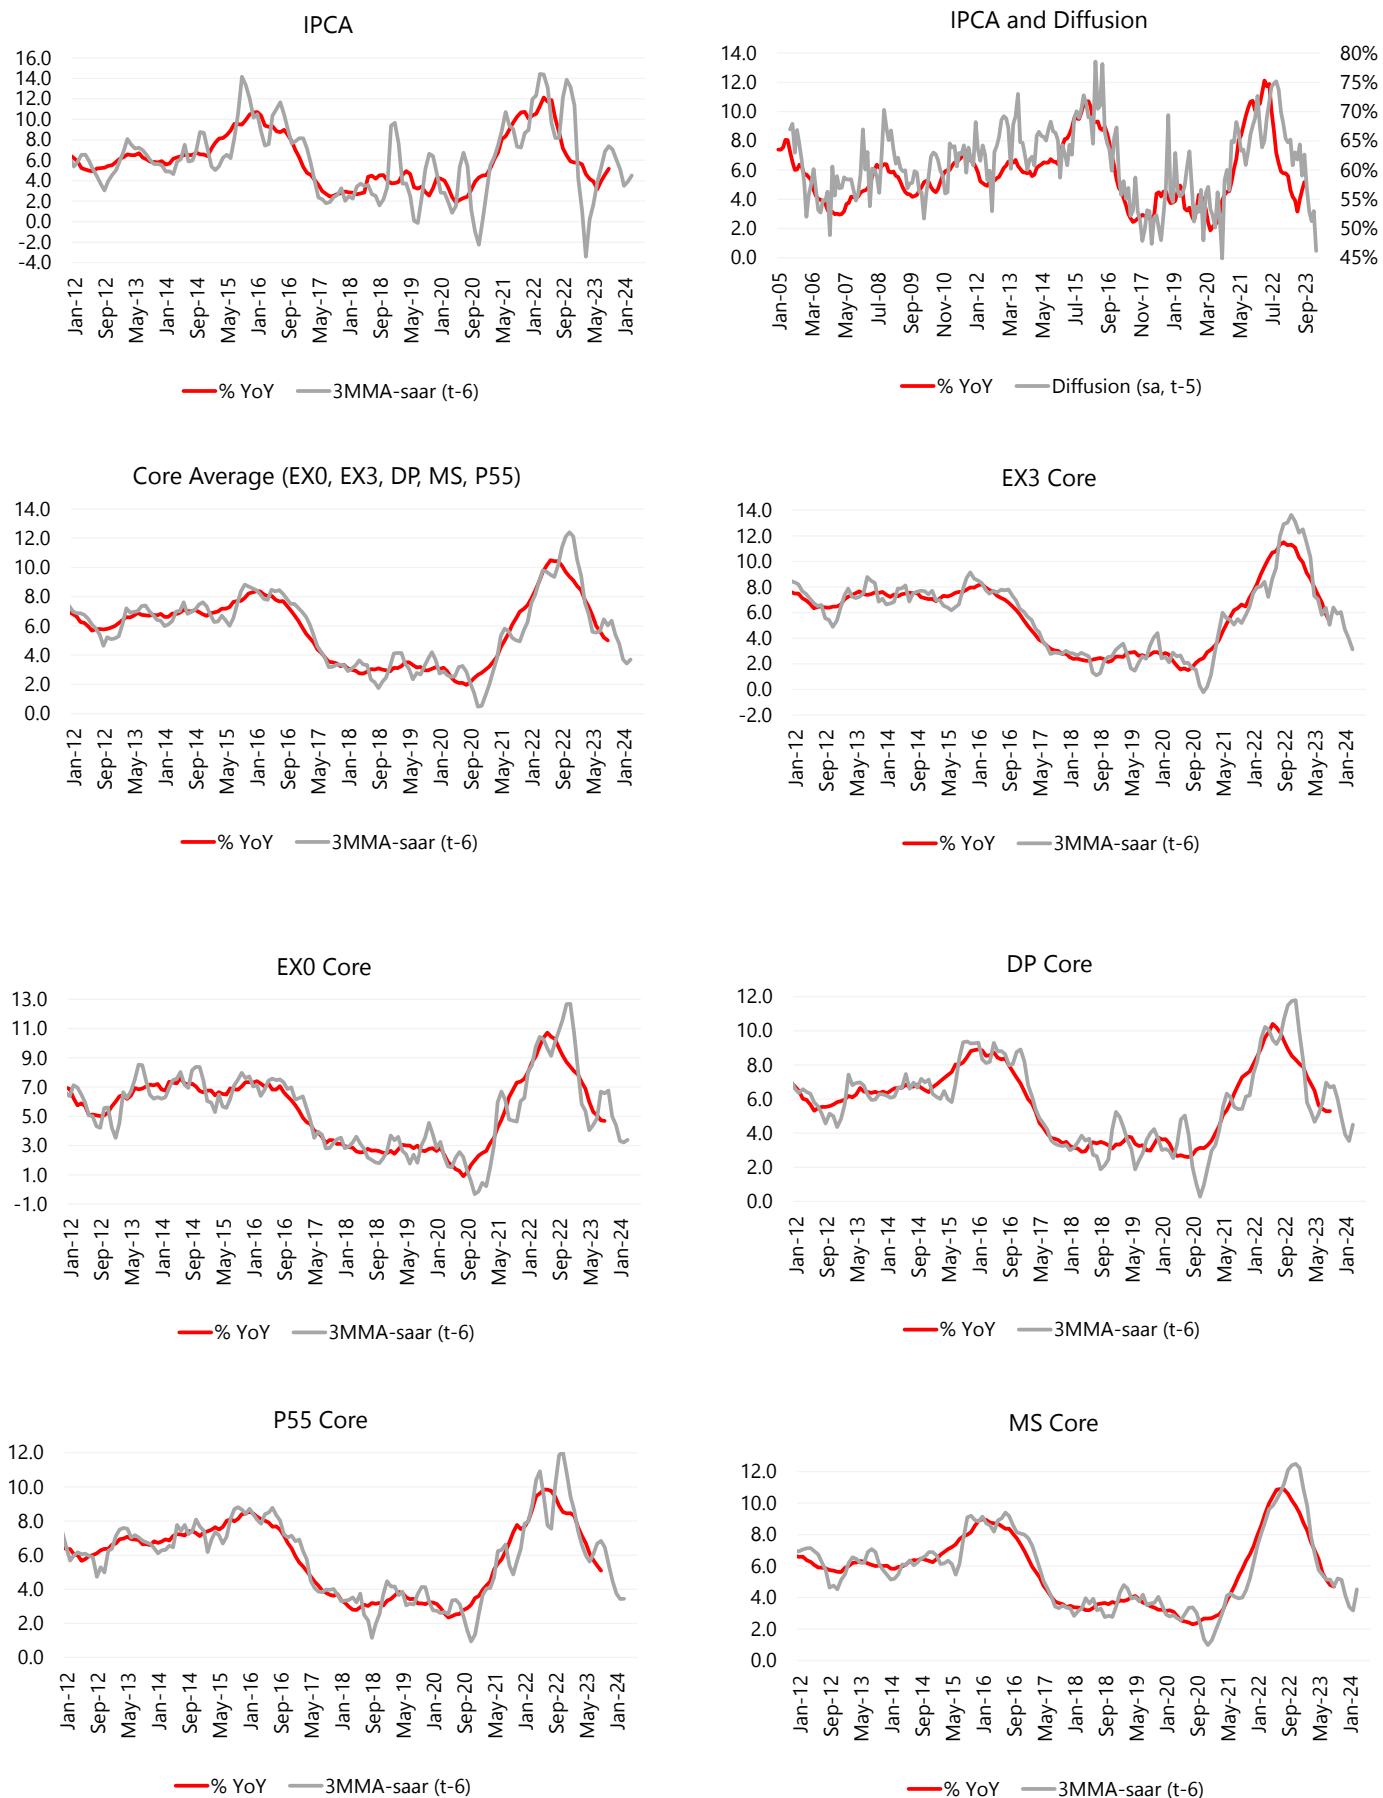 IPCA
16.0
14.0
12.0
10.0
8.0
6.0
4.0
2.0
0.0
-2.0
-4.0
Jan-12
Sep-12
May-13
Jan-14
Sep-14
May-15
Jan-16
Sep-16
May-17
Jan-18
Sep-18
May-19
Jan-20
Sep-20
May-21
Jan-22
Sep-22
May-23
Jan-24
% YoY 3MMA-saar (t-6)
IPCA and Diffusion
14.0
12.0
10.0
8.0
6.0
4.0
2.0
0.0
80%
75%
70%
65%
60%
55%
50%
45%
Jan-05
Mar-06
May-07
Jul-08
Sep-09
Nov-10
Jan-12
Mar-13
May-14
Jul-15
Sep-16
Nov-17
Jan-19
Mar-20
May-21
Jul-22
Sep-23
% YoY Diffusion (sa, t-5)
Core Average (EX0, EX3, DP, MS, P55)
14.0
12.0
10.0
8.0
6.0
4.0
2.0
0.0
Jan-12
Sep-12
May-13
Jan-14
Sep-14
May-15
Jan-16
Sep-16
May-17
Jan-18
Sep-18
May-19
Jan-20
Sep-20
May-21
Jan-22
Sep-22
May-23
Jan-24
% YoY 3MMA-saar (t-6)
EX3 Core
14.0
12.0
10.0
8.0
6.0
4.0
2.0
0.0
-2.0
Jan-12
Sep-12
May-13
Jan-14
Sep-14
May-15
Jan-16
Sep-16
May-17
Jan-18
Sep-18
May-19
Jan-20
Sep-20
May-21
Jan-22
Sep-22
May-23
Jan-24
% YoY 3MMA-saar (t-6)
EX0 Core
13.0
11.0
9.0
7.0
5.0
3.0
1.0
-1.0
Jan-12
Sep-12
May-13
Jan-14
Sep-14
May-15
Jan-16
Sep-16
May-17
Jan-18
Sep-18
May-19
Jan-20
Sep-20
May-21
Jan-22
Sep-22
May-23
Jan-24
% YoY 3MMA-saar (t-6)
DP Core
12.0
10.0
8.0
6.0
4.0
2.0
0.0
Jan-12
Sep-12
May-13
Jan-14
Sep-14
May-15
Jan-16
Sep-16
May-17
Jan-18
Sep-18
May-19
Jan-20
Sep-20
May-21
Jan-22
Sep-22
May-23
Jan-24
% YoY 3MMA-saar (t-6)
P55 Core
12.0
10.0
8.0
6.0
4.0
2.0
0.0
Jan-12
Sep-12
May-13
Jan-14
Sep-14
May-15
Jan-16
Sep-16
May-17
Jan-18
Sep-18
May-19
Jan-20
Sep-20
May-21
Jan-22
Sep-22
May-23
Jan-24
% YoY 3MMA-saar (t-6)
MS Core
12.0
10.0
8.0
6.0
4.0
2.0
0.0
Jan-12
Sep-12
May-13
Jan-14
Sep-14
May-15
Jan-16
Sep-16
May-17
Jan-18
Sep-18
May-19
Jan-20
Sep-20
May-21
Jan-22
Sep-22
May-23
Jan-24
% YoY 3MMA-saar (t-6)